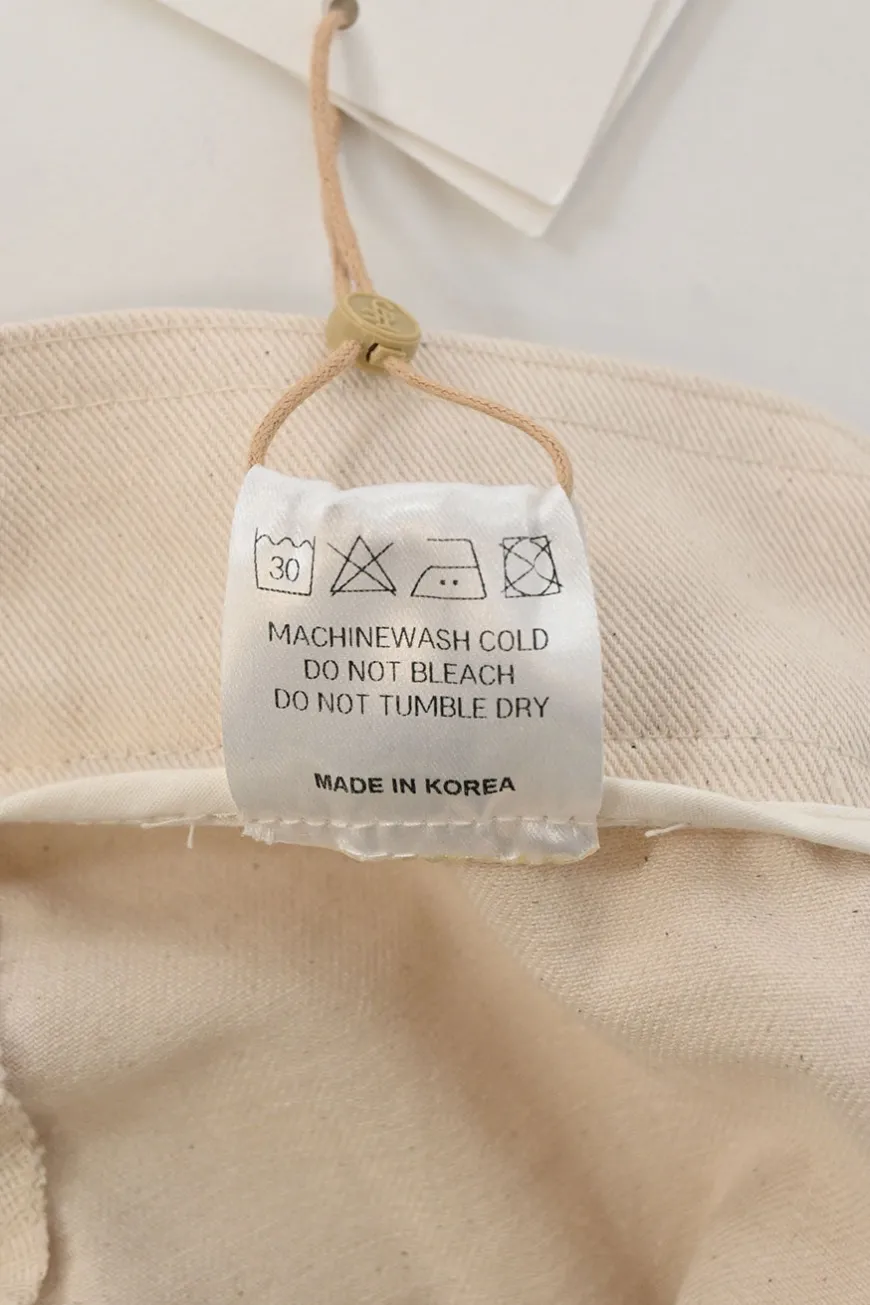 30
MACHINEWASH COLD
DO NOT BLEACH
DO NOT TUMBLE DRY
MADE IN KOREA